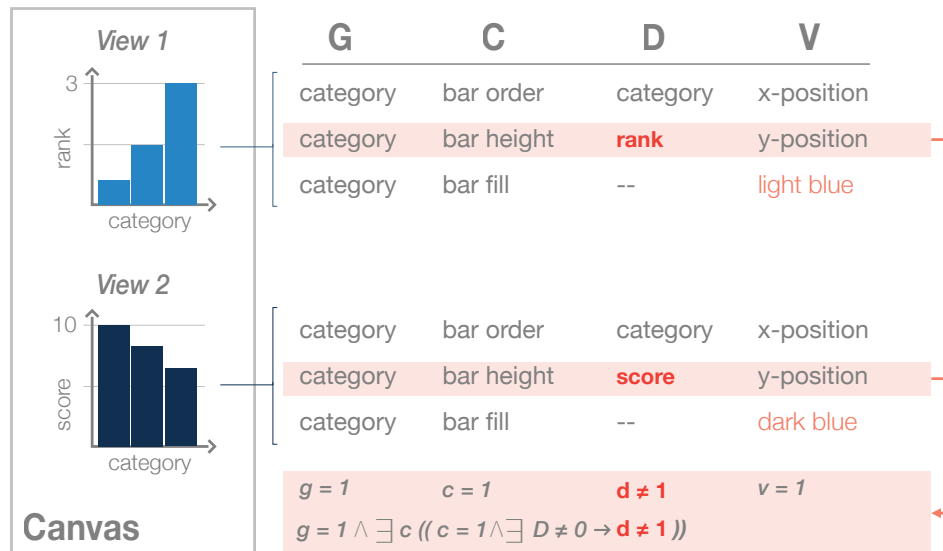 View 1
3
rank
category
G C D V
category bar order category x-position
category bar height rank y-position
category bar fill -- light blue
View 2
10
score
category
category bar order category x-position
category bar height score y-position
category bar fill -- dark blue
g = 1 c = 1 d ≠ 1 v = 1
g = 1 ∧ ∃ c (( c = 1 ∧ ∃ D ≠ 0 → d ≠ 1 ))
Canvas